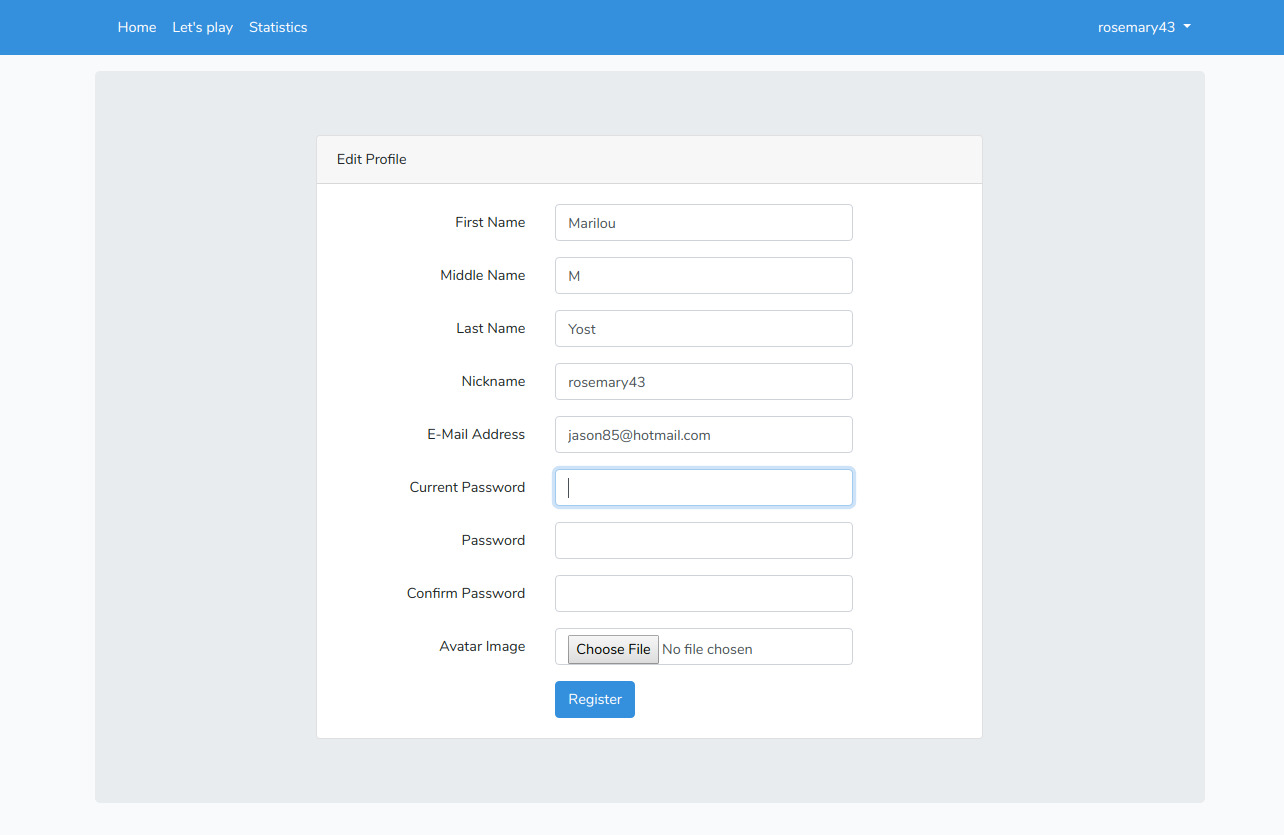 Home Let's play Statistics rosemary43
Edit Profile
First Name Marilou
Middle Name M
Last Name Yost
Nickname rosemary43
E-Mail Address jason85@hotmail.com
Current Password
Password
Confirm Password
Avatar Image Choose File No file chosen
Register